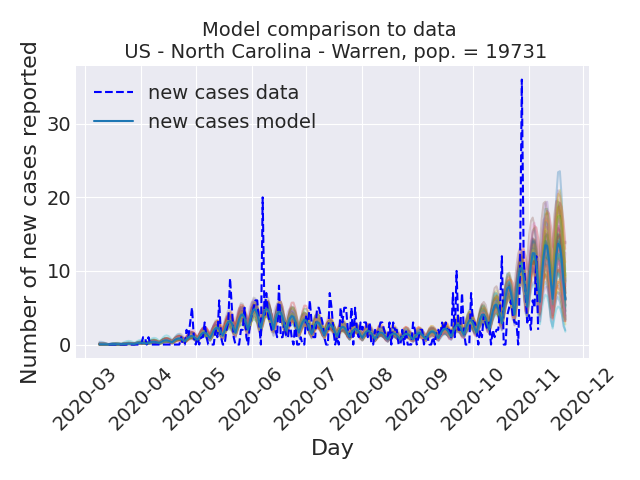 Model comparison to data
US - North Carolina - Warren, pop. = 19731
Number of new cases reported
30
20
10
0
new cases data
new cases model
2020-03
2020-04
2020-05
2020-06
2020-07
2020-08
2020-09
2020-10
2020-11
2020-12
Day